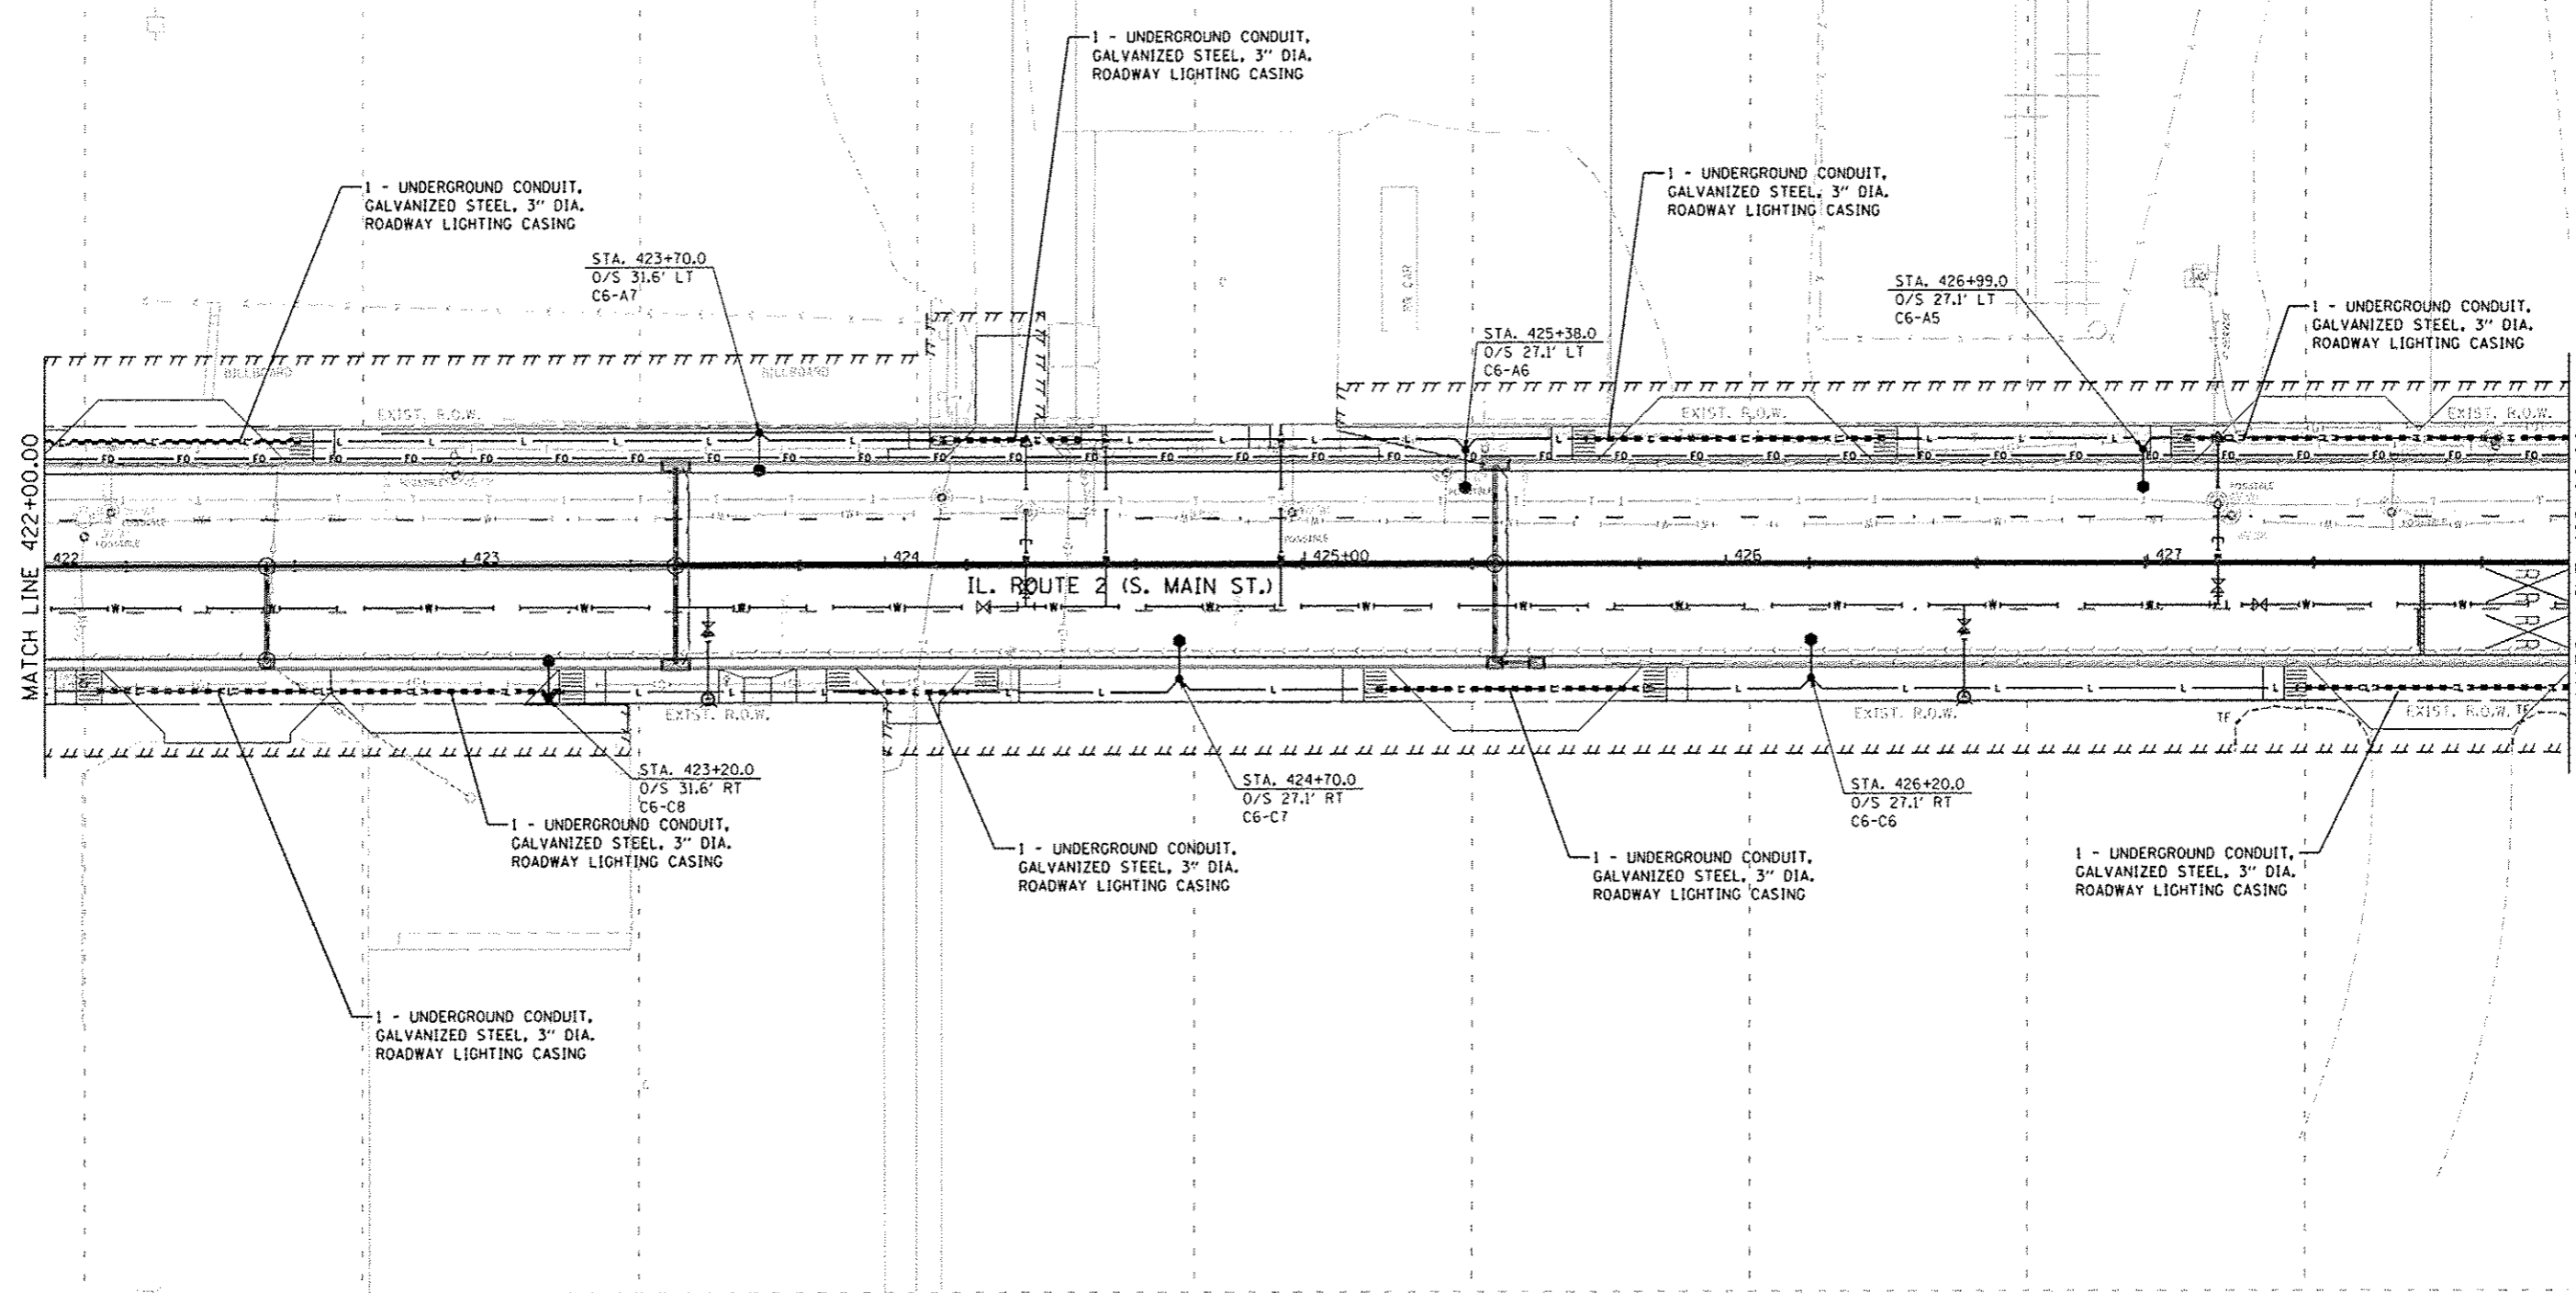 1 - UNDERGROUND CONDUIT,
GALVANIZED STEEL, 3" DIA.
ROADWAY LIGHTING CASING
1 - UNDERGROUND CONDUIT,
GALVANIZED STEEL, 3" DIA.
ROADWAY LIGHTING CASING
1 - UNDERGROUND CONDUIT,
GALVANIZED STEEL, 3" DIA.
ROADWAY LIGHTING CASING
STA. 423+70.0
O/S 31.6' LT
C6-A7
STA. 426+99.0
O/S 27.1' LT
C6-A5
1 - UNDERGROUND CONDUIT,
GALVANIZED STEEL, 3" DIA.
ROADWAY LIGHTING CASING
RR CAR
STA. 425+38.0
O/S 27.1' LT
C6-A6
BILLBOARD
BILLBOARD
EXIST. R.O.W.
EXIST. R.O.W.
EXIST. R.O.W.
MATCH LINE 422+00.00
422
423
424
425+00
426
427
IL. ROUTE 2 (S. MAIN ST.)
EXIST. R.O.W.
EXIST. R.O.W.
EXIST. R.O.W.
TE
TE
STA. 423+20.0
O/S 31.6' RT
C6-C8
STA. 424+70.0
O/S 27.1' RT
C6-C7
STA. 426+20.0
O/S 27.1' RT
C6-C6
1 - UNDERGROUND CONDUIT,
GALVANIZED STEEL, 3" DIA.
ROADWAY LIGHTING CASING
1 - UNDERGROUND CONDUIT,
GALVANIZED STEEL, 3" DIA.
ROADWAY LIGHTING CASING
1 - UNDERGROUND CONDUIT,
GALVANIZED STEEL, 3" DIA.
ROADWAY LIGHTING CASING
1 - UNDERGROUND CONDUIT,
GALVANIZED STEEL, 3" DIA.
ROADWAY LIGHTING CASING
1 - UNDERGROUND CONDUIT,
GALVANIZED STEEL, 3" DIA.
ROADWAY LIGHTING CASING